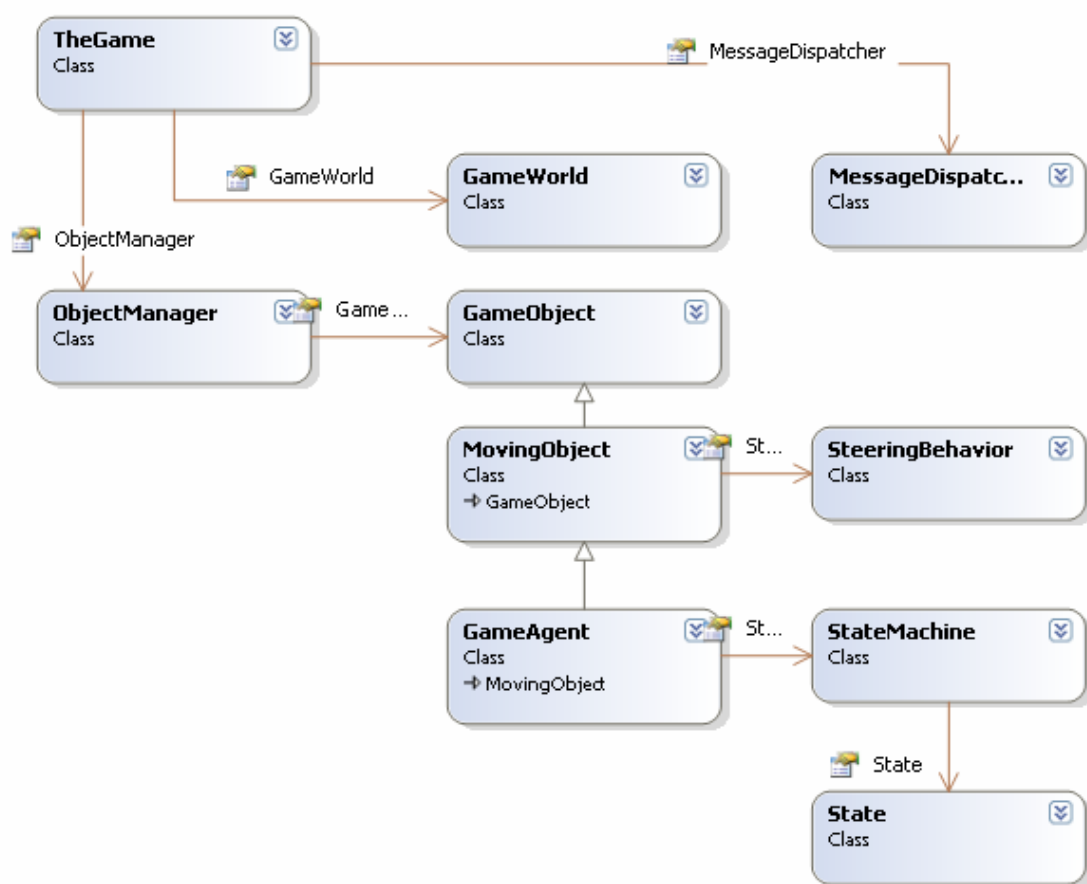 TheGame
Class
MessageDispatcher
GameWorld
GameWorld
Class
MessageDispatc...
Class
ObjectManager
ObjectManager
Class
Game...
GameObject
Class
MovingObject
Class
GameObject
St...
SteeringBehavior
Class
GameAgent
Class
MovingObject
St...
StateMachine
Class
State
State
Class